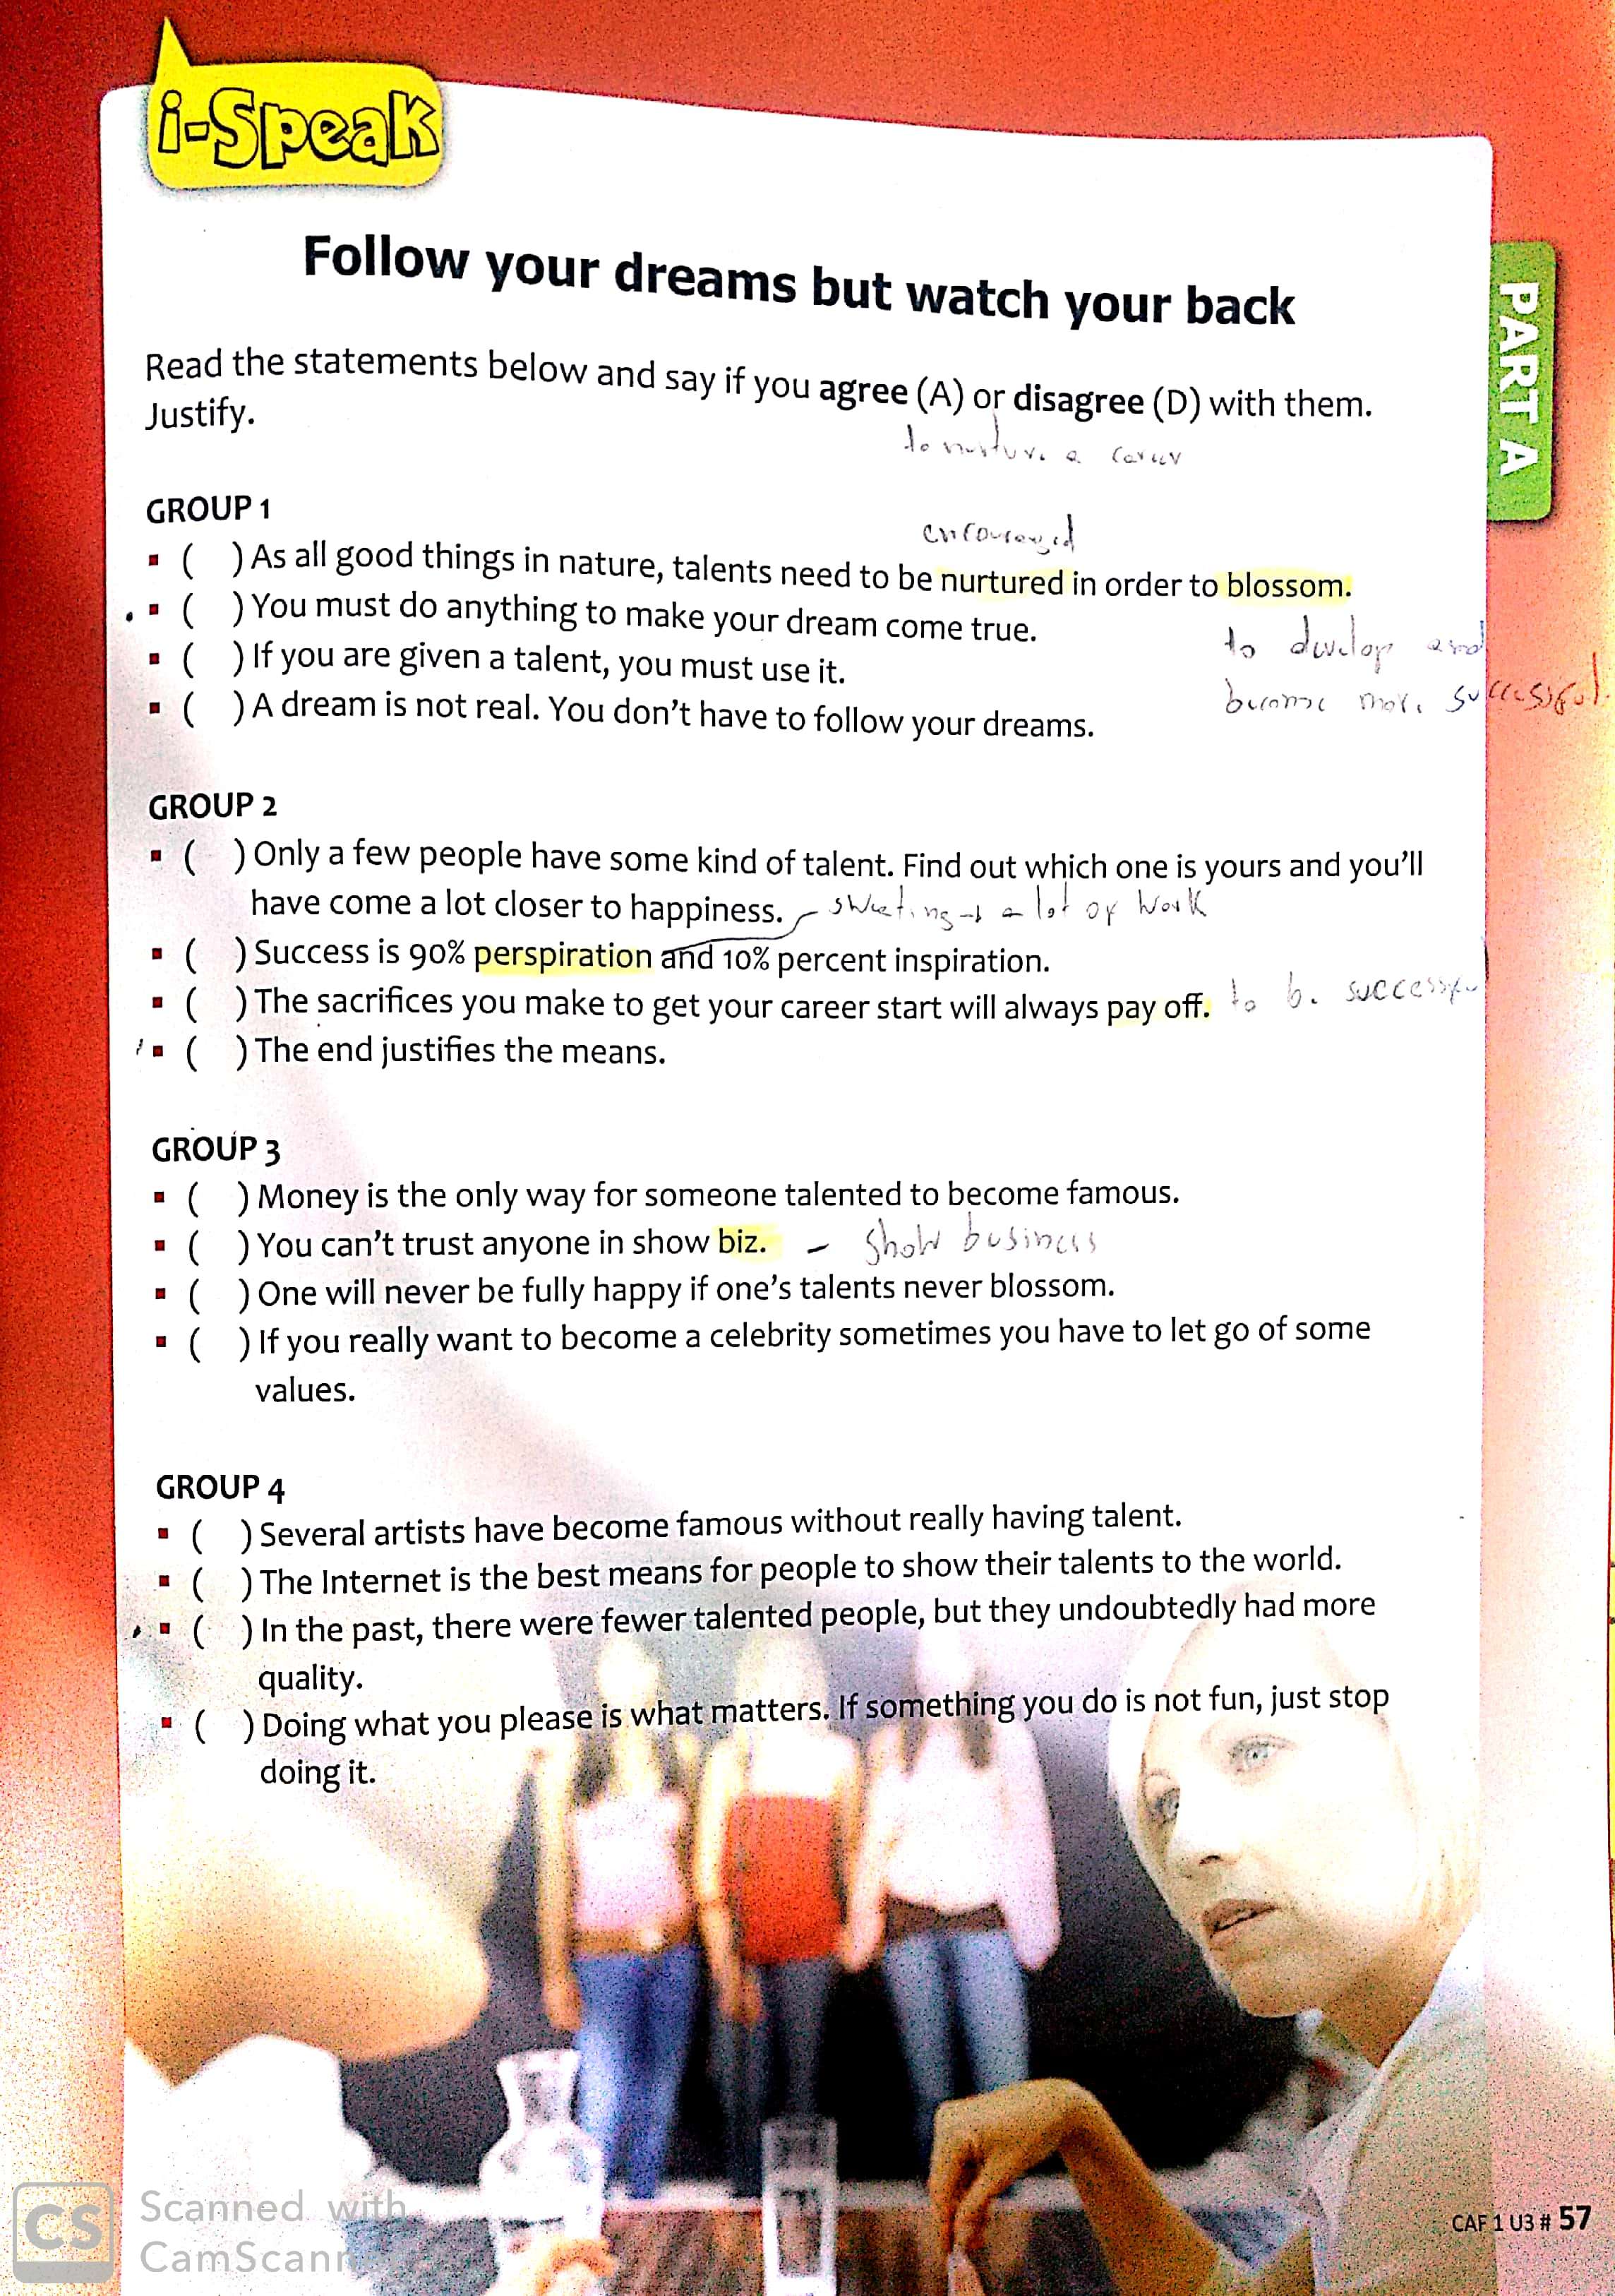 i-Speak
Follow your dreams but watch your back
PART A
Read the statements below and say if you agree (A) or disagree (D) with them.
Justify.
to nurture a career
GROUP 1
encouraged
▪ (   ) As all good things in nature, talents need to be nurtured in order to blossom.
▪ (   ) You must do anything to make your dream come true.
to develop and
▪ (   ) If you are given a talent, you must use it.
become more successful.
▪ (   ) A dream is not real. You don't have to follow your dreams.
GROUP 2
▪ (   ) Only a few people have some kind of talent. Find out which one is yours and you'll
have come a lot closer to happiness.
sweating → a lot of work
▪ (   ) Success is 90% perspiration and 10% percent inspiration.
▪ (   ) The sacrifices you make to get your career start will always pay off.
to be successful
▪ (   ) The end justifies the means.
GROUP 3
▪ (   ) Money is the only way for someone talented to become famous.
▪ (   ) You can't trust anyone in show biz. – show business
▪ (   ) One will never be fully happy if one's talents never blossom.
▪ (   ) If you really want to become a celebrity sometimes you have to let go of some
values.
GROUP 4
▪ (   ) Several artists have become famous without really having talent.
▪ (   ) The Internet is the best means for people to show their talents to the world.
▪ (   ) In the past, there were fewer talented people, but they undoubtedly had more
quality.
▪ (   ) Doing what you please is what matters. If something you do is not fun, just stop
doing it.
CAF 1 U3 # 57
CS
Scanned with
CamScanner